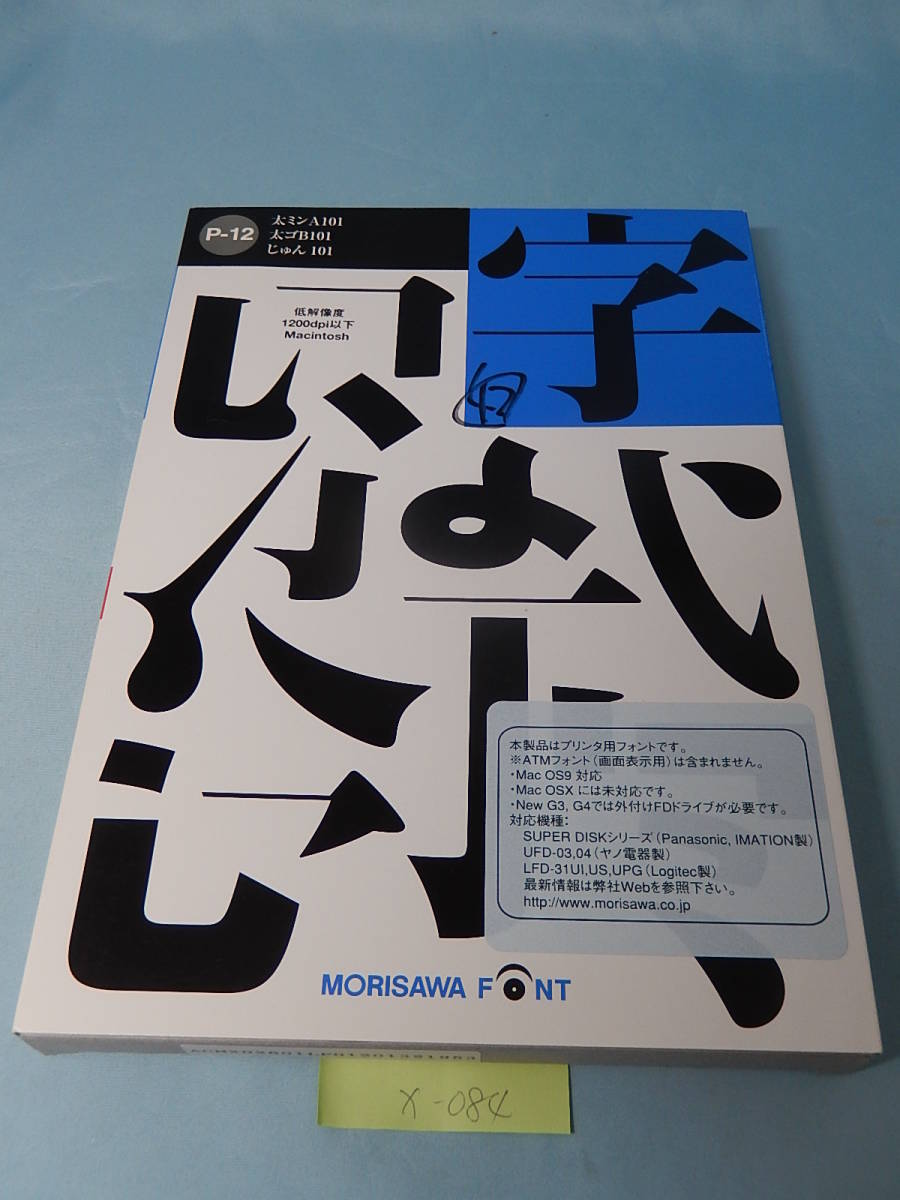 P-12
太ミンA101
太ゴB101
じゅん 101
低解像度
1200dpi以下
Macintosh
字
本製品はプリンタ用フォントです。
※ATMフォント（画面表示用）は含まれません。
・Mac OS9 対応
・Mac OSX には未対応です。
・New G3, G4では外付けFDドライブが必要です。
対応機種：
SUPER DISKシリーズ（Panasonic, IMATION製）
UFD-03,04（ヤノ電器製）
LFD-31UI,US,UPG（Logitec製）
最新情報は弊社Webを参照下さい。
http://www.morisawa.co.jp
MORISAWA FONT
X-084